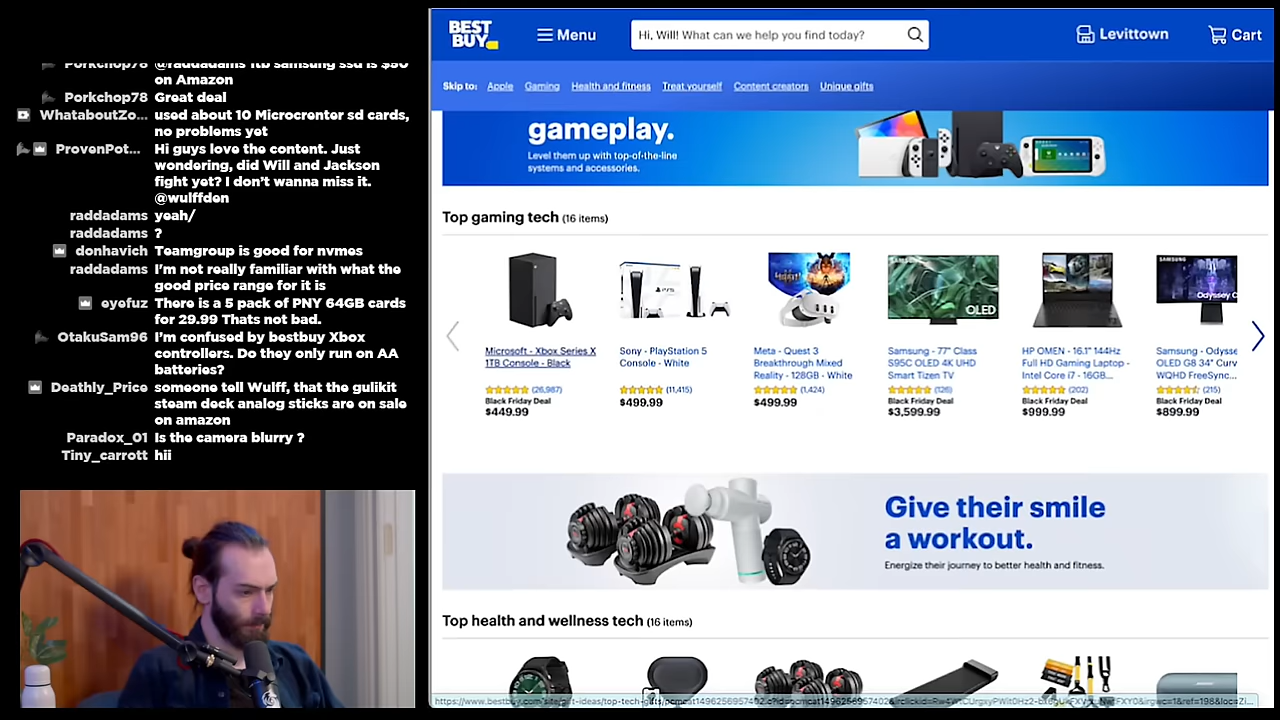 Porkchop78 @raddadams 1tb samsung ssd is $50
on Amazon
Porkchop78 Great deal
WhataboutZo... used about 10 Microcenter sd cards,
no problems yet
ProvenPot... Hi guys love the content. Just
wondering, did Will and Jackson
fight yet? I don't wanna miss it.
@wulffden
raddadams yeah/
raddadams ?
donhavich Teamgroup is good for nvmes
raddadams I'm not really familiar with what the
good price range for it is
eyefuz There is a 5 pack of PNY 64GB cards
for 29.99 Thats not bad.
OtakuSam96 I'm confused by bestbuy Xbox
controllers. Do they only run on AA
batteries?
Deathly_Price someone tell Wulff, that the gulikit
steam deck analog sticks are on sale
on amazon
Paradox_01 Is the camera blurry ?
Tiny_carrott hii
BEST
BUY
Menu
Hi, Will! What can we help you find today?
Levittown
Cart
Skip to: Apple Gaming Health and fitness Treat yourself Content creators Unique gifts
gameplay.
Level them up with top-of-the-line
systems and accessories.
Top gaming tech (16 items)
SAMSUNG
OLED
SAMSUNG
Odyssey
Microsoft - Xbox Series X
1TB Console - Black
(26,987)
Black Friday Deal
$449.99
Sony - PlayStation 5
Console - White
(11,415)
$499.99
Meta - Quest 3
Breakthrough Mixed
Reality - 128GB - White
(1,424)
$499.99
Samsung - 77" Class
S95C OLED 4K UHD
Smart Tizen TV
(126)
Black Friday Deal
$3,599.99
HP OMEN - 16.1" 144Hz
Full HD Gaming Laptop -
Intel Core i7 - 16GB...
(202)
Black Friday Deal
$999.99
Samsung - Odysse
OLED G8 34" Curv
WQHD FreeSync...
(215)
Black Friday Deal
$899.99
Give their smile
a workout.
Energize their journey to better health and fitness.
Top health and wellness tech (16 items)